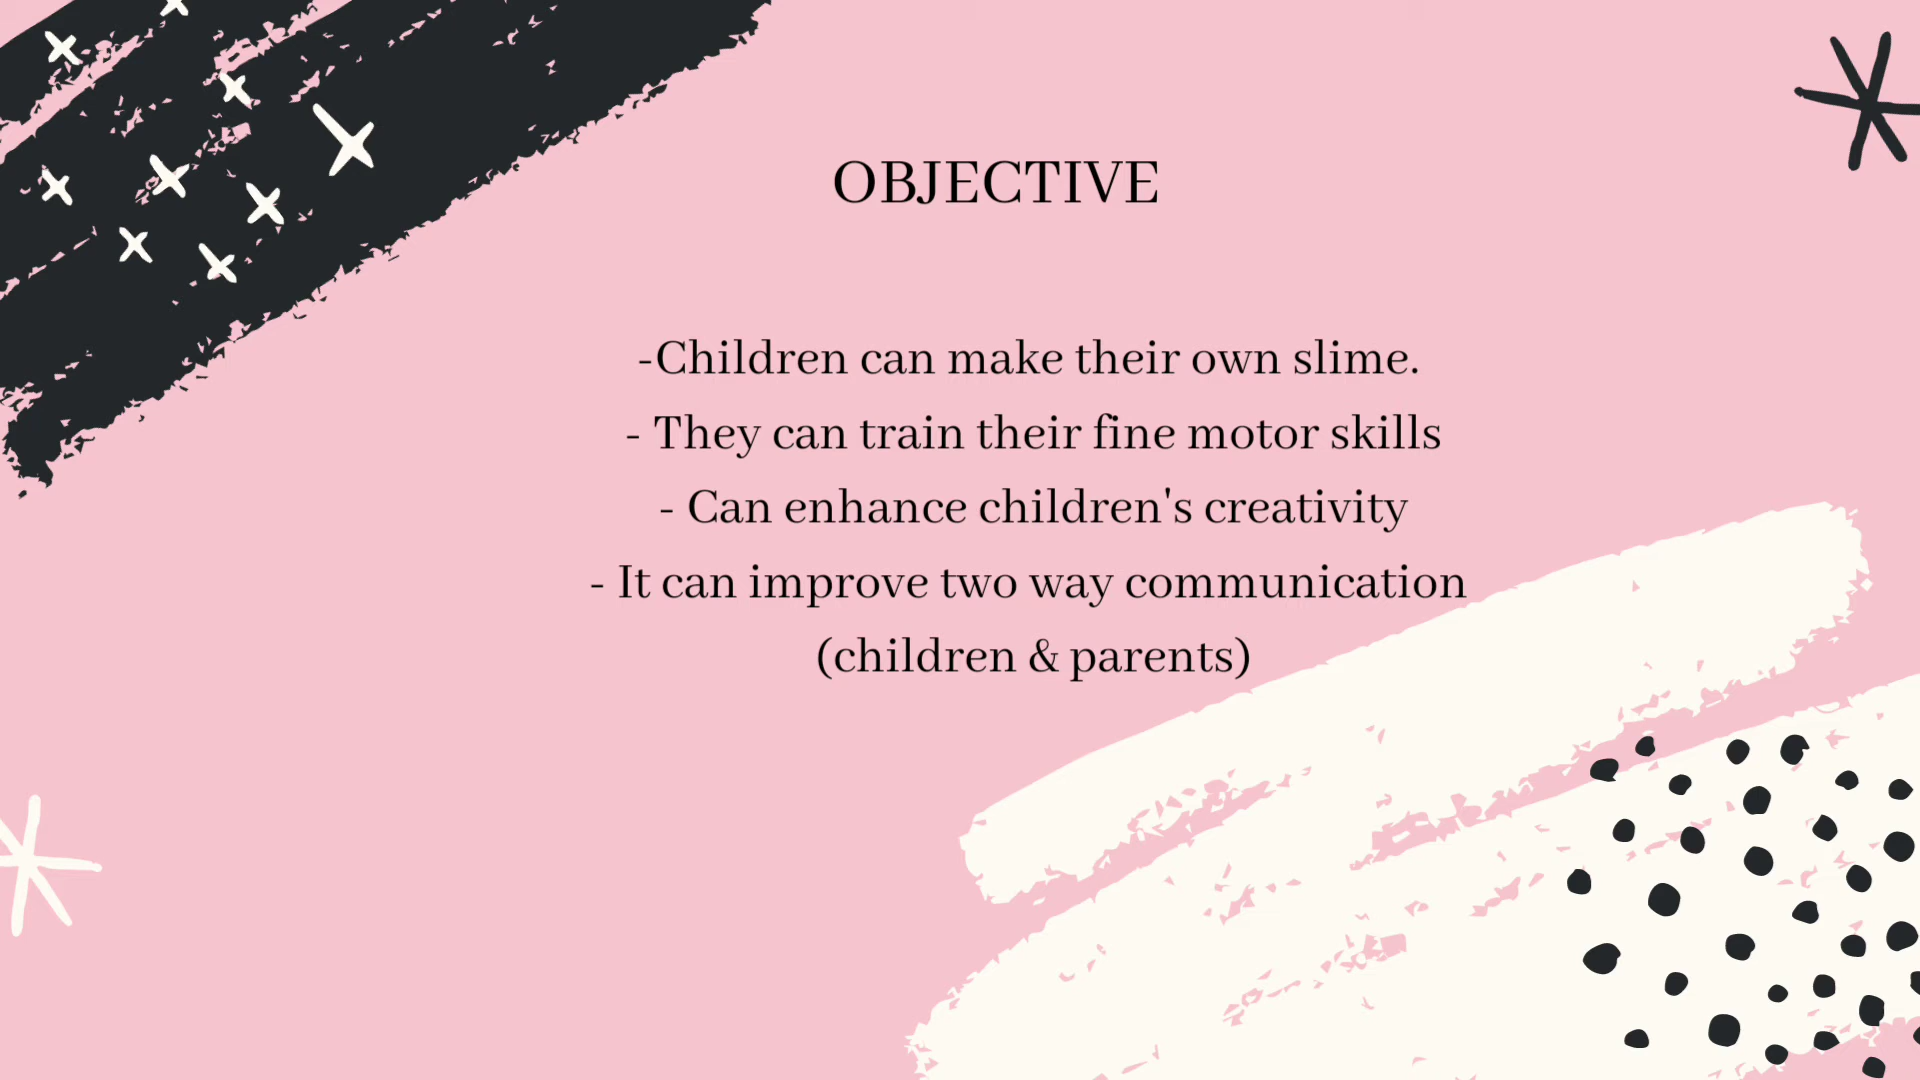 OBJECTIVE
-Children can make their own slime.
- They can train their fine motor skills
- Can enhance children's creativity
- It can improve two way communication
(children & parents)